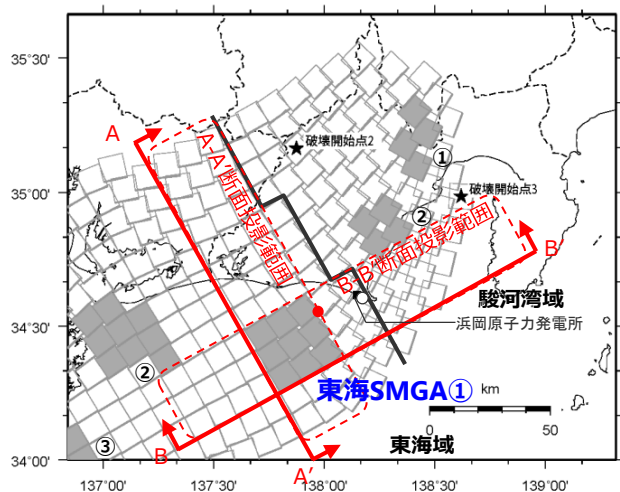 35°30'
35°00'
34°30'
34°00'
137°00'
137°30'
138°00'
138°30'
139°00'
A
A-A'断面投影範囲
破壊開始点2
①
破壊開始点3
②
B-B'断面投影範囲
B'
駿河湾域
浜岡原子力発電所
②
東海SMGA①
km
0
50
③
B
A'
東海域